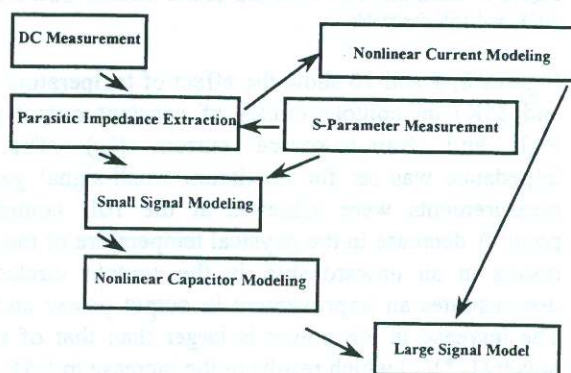 DC Measurement
Nonlinear Current Modeling
Parasitic Impedance Extraction
S-Parameter Measurement
Small Signal Modeling
Nonlinear Capacitor Modeling
Large Signal Model